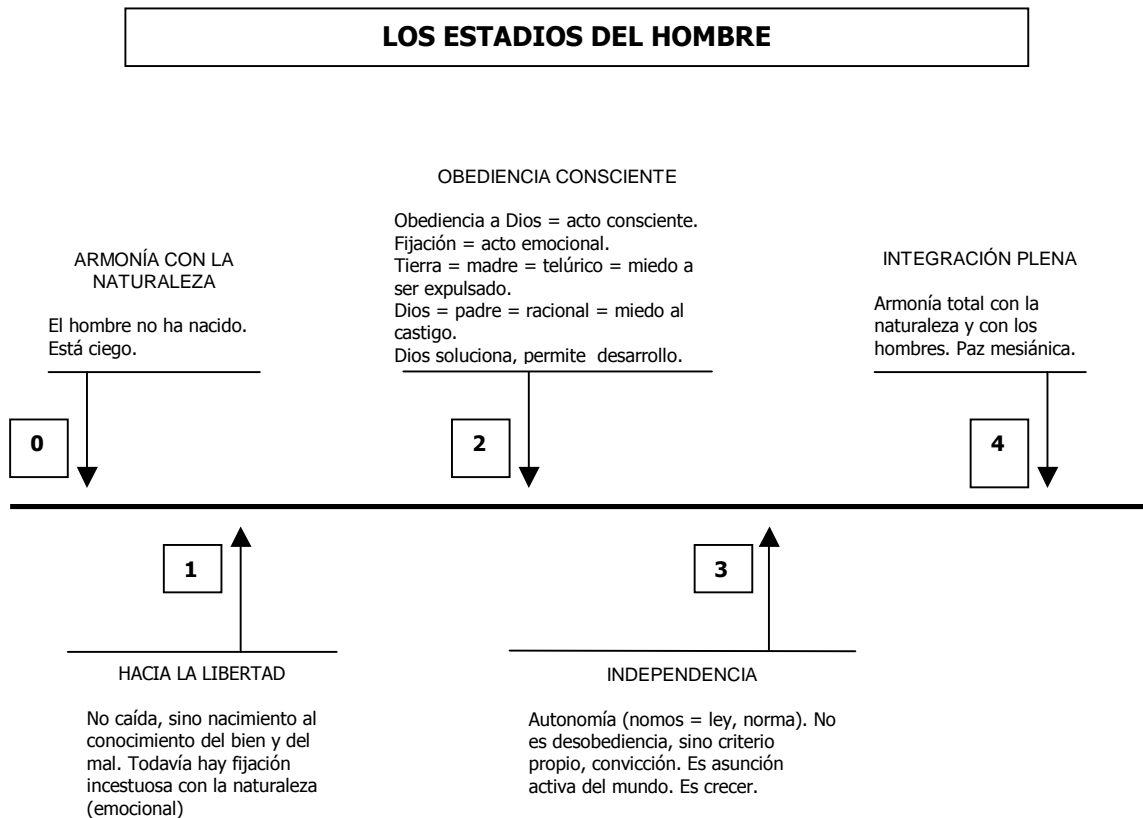 LOS ESTADIOS DEL HOMBRE
ARMONÍA CON LA
NATURALEZA
El hombre no ha nacido.
Está ciego.
0
OBEDIENCIA CONSCIENTE
Obediencia a Dios = acto consciente.
Fijación = acto emocional.
Tierra = madre = telúrico = miedo a
ser expulsado.
Dios = padre = racional = miedo al
castigo.
Dios soluciona, permite desarrollo.
2
INTEGRACIÓN PLENA
Armonía total con la
naturaleza y con los
hombres. Paz mesiánica.
4
1
HACIA LA LIBERTAD
No caída, sino nacimiento al
conocimiento del bien y del
mal. Todavía hay fijación
incestuosa con la naturaleza
(emocional)
3
INDEPENDENCIA
Autonomía (nomos = ley, norma). No
es desobediencia, sino criterio
propio, convicción. Es asunción
activa del mundo. Es crecer.